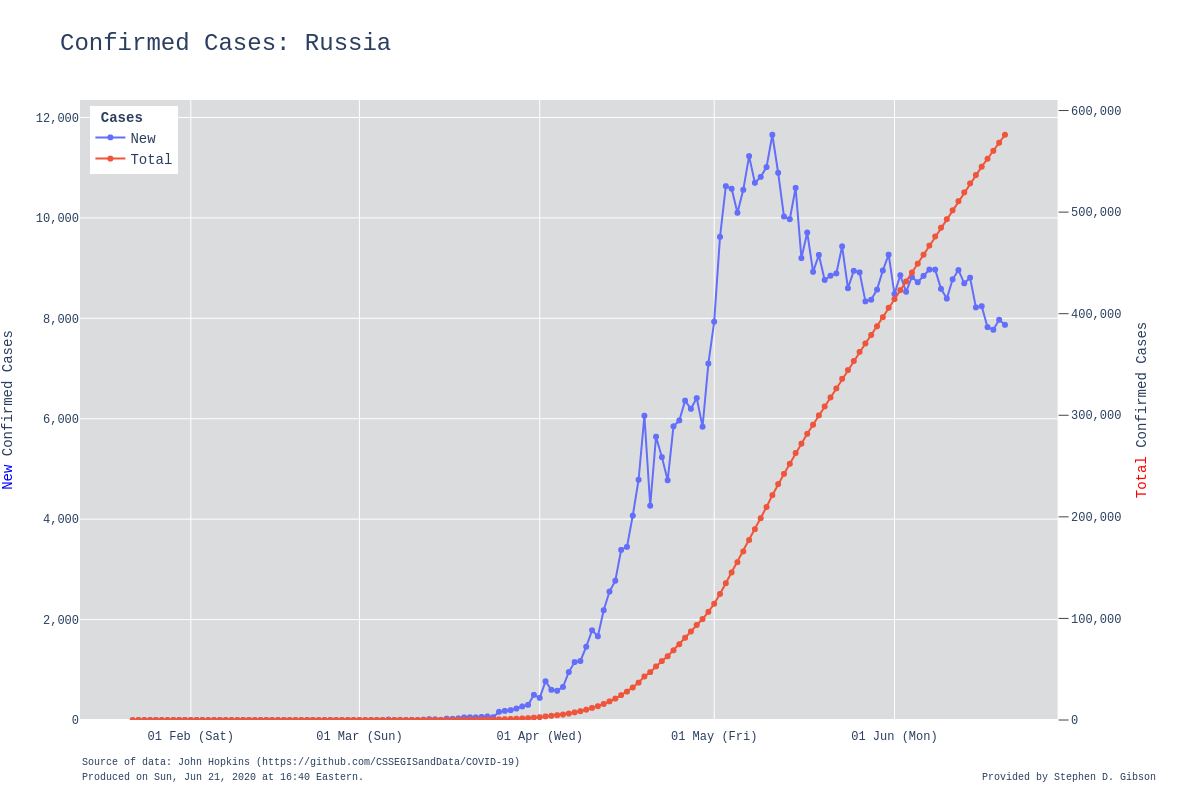 Confirmed Cases: Russia
Cases
New
Total
12,000
10,000
8,000
6,000
4,000
2,000
0
New Confirmed Cases
600,000
500,000
400,000
300,000
200,000
100,000
0
Total Confirmed Cases
01 Feb (Sat)
01 Mar (Sun)
01 Apr (Wed)
01 May (Fri)
01 Jun (Mon)
Source of data: John Hopkins (https://github.com/CSSEGISandData/COVID-19)
Produced on Sun, Jun 21, 2020 at 16:40 Eastern.
Provided by Stephen D. Gibson